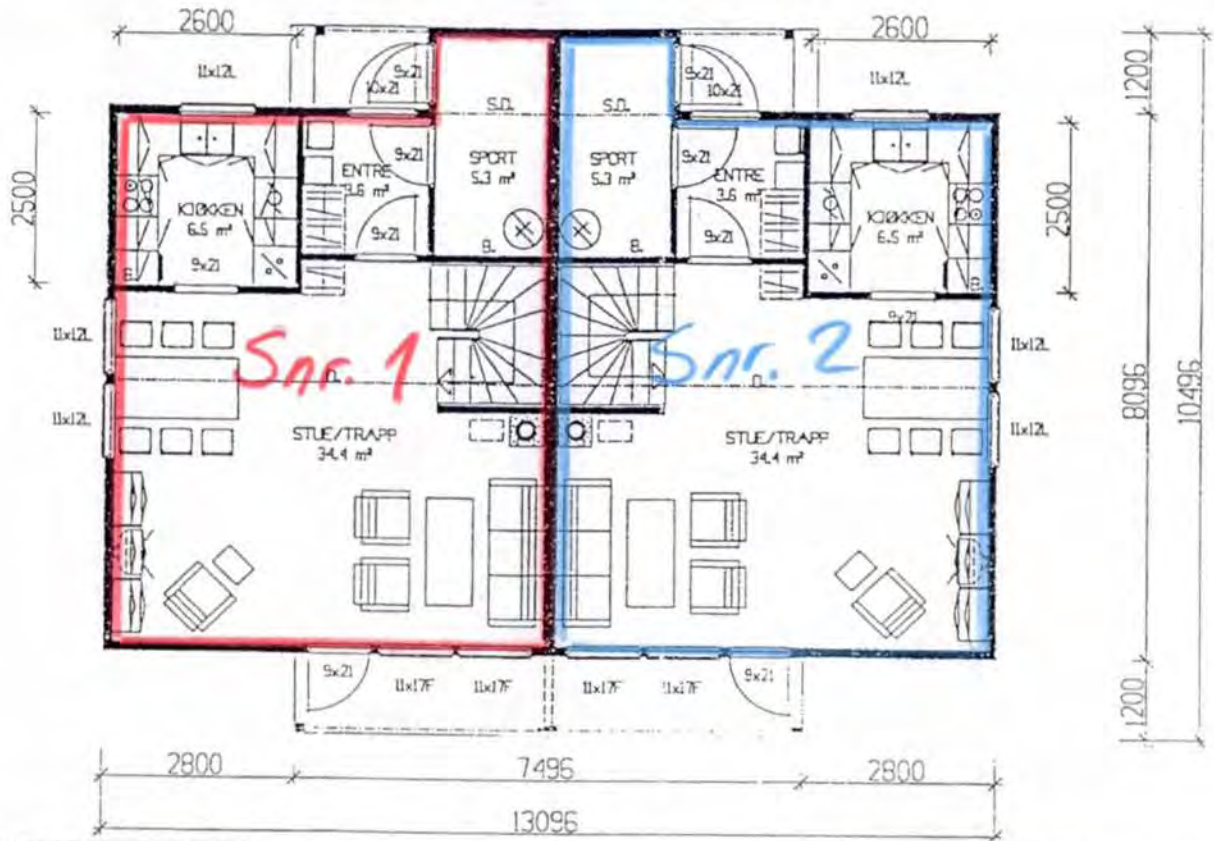 2600
2600
11x12L
9x21
10x21
9x21
10x21
11x12L
1200
S.D.
S.D.
2500
KJØKKEN
6.5 m²
9x21
ENTRE
3.6 m²
9x21
9x21
SPORT
5.3 m²
EL
SPORT
5.3 m²
EL
9x21
ENTRE
3.6 m²
9x21
KJØKKEN
6.5 m²
9x21
2500
11x12L
11x12L
Snr. 1
Snr. 2
11x12L
11x12L
8096
10496
STUE/TRAPP
34.4 m²
STUE/TRAPP
34.4 m²
9x21
11x17F
11x17F
11x17F
11x17F
9x21
1200
2800
7496
2800
13096